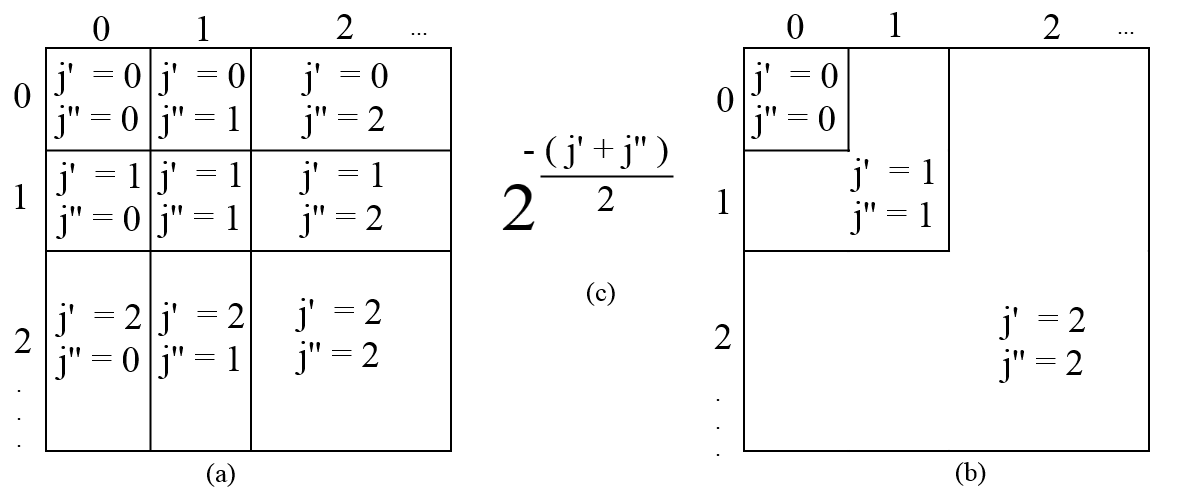 0 1 2 ...
0 j' = 0 j' = 0 j' = 0
j" = 0 j" = 1 j" = 2
1 j' = 1 j' = 1 j' = 1
j" = 0 j" = 1 j" = 2
2 j' = 2 j' = 2 j' = 2
j" = 0 j" = 1 j" = 2
.
.
.
(a)
2 - ( j' + j" )
2
(c)
0 1 2 ...
0 j' = 0
j" = 0
1 j' = 1
j" = 1
2 j' = 2
j" = 2
.
.
.
(b)